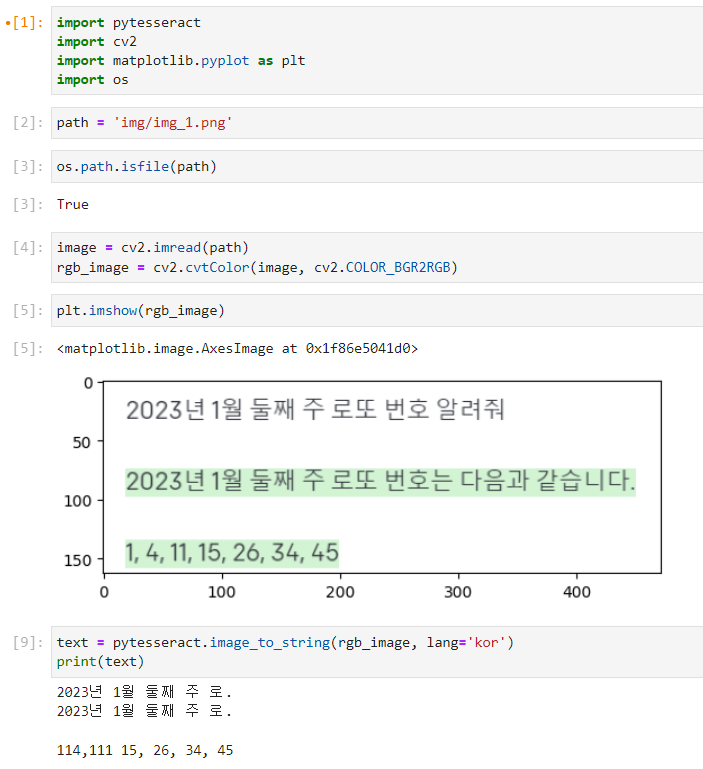 [1]: import pytesseract
import cv2
import matplotlib.pyplot as plt
import os
[2]: path = 'img/img_1.png'
[3]: os.path.isfile(path)
[3]: True
[4]: image = cv2.imread(path)
rgb_image = cv2.cvtColor(image, cv2.COLOR_BGR2RGB)
[5]: plt.imshow(rgb_image)
[5]: <matplotlib.image.AxesImage at 0x1f86e5041d0>
0
2023년 1월 둘째 주 로또 번호 알려줘
50
2023년 1월 둘째 주 로또 번호는 다음과 같습니다.
100
1, 4, 11, 15, 26, 34, 45
150
0 100 200 300 400
[9]: text = pytesseract.image_to_string(rgb_image, lang='kor')
print(text)
2023년 1월 둘째 주 로.
2023년 1월 둘째 주 로.
114,111 15, 26, 34, 45